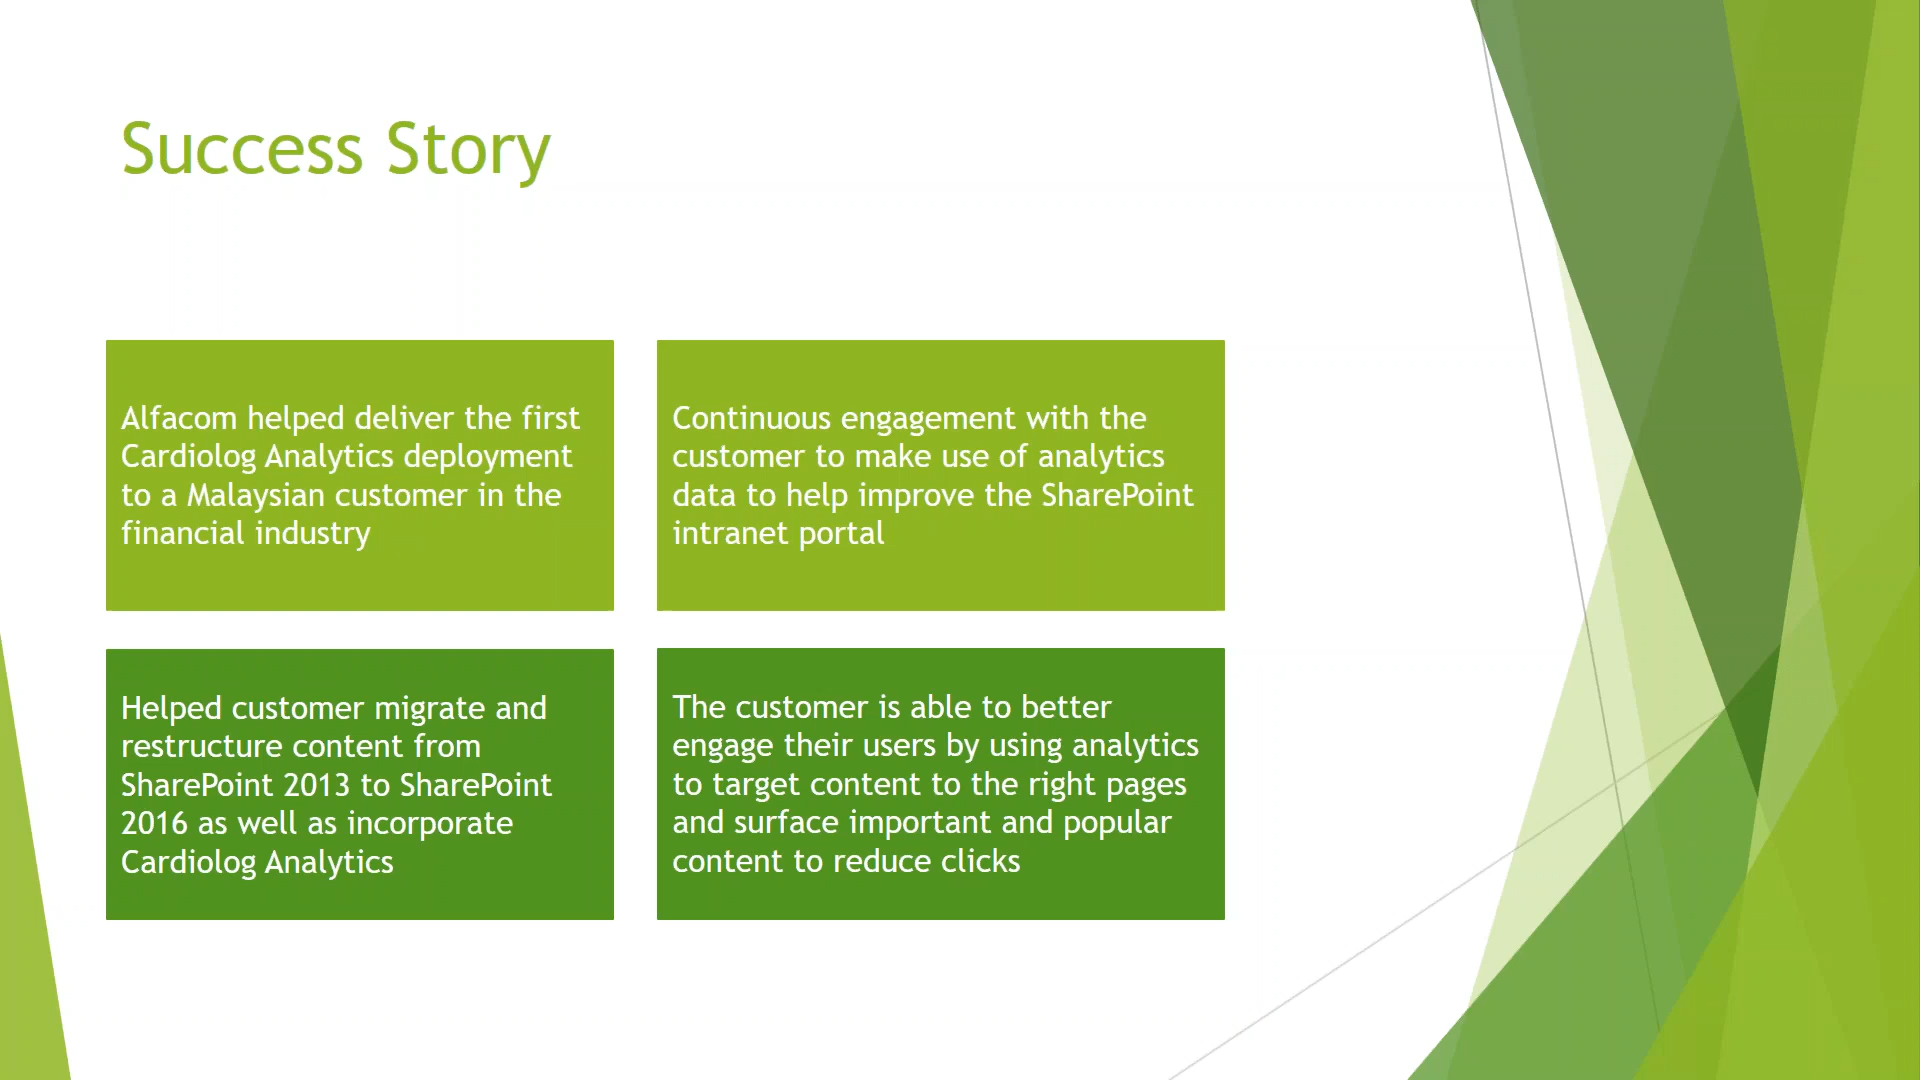 Success Story
Alfacom helped deliver the first
Cardiolog Analytics deployment
to a Malaysian customer in the
financial industry
Continuous engagement with the
customer to make use of analytics
data to help improve the SharePoint
intranet portal
Helped customer migrate and
restructure content from
SharePoint 2013 to SharePoint
2016 as well as incorporate
Cardiolog Analytics
The customer is able to better
engage their users by using analytics
to target content to the right pages
and surface important and popular
content to reduce clicks